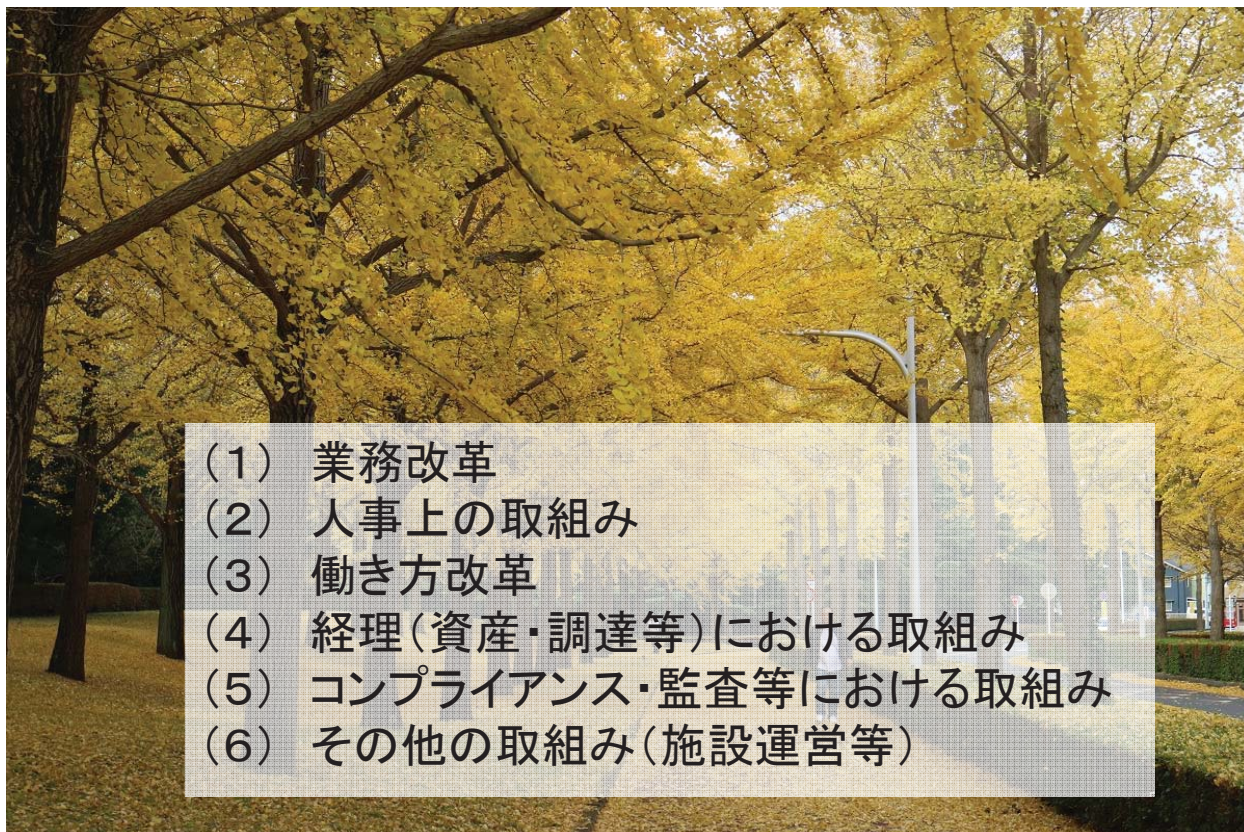 (1) 業務改革
(2) 人事上の取組み
(3) 働き方改革
(4) 経理(資産・調達等)における取組み
(5) コンプライアンス・監査等における取組み
(6) その他の取組み(施設運営等)